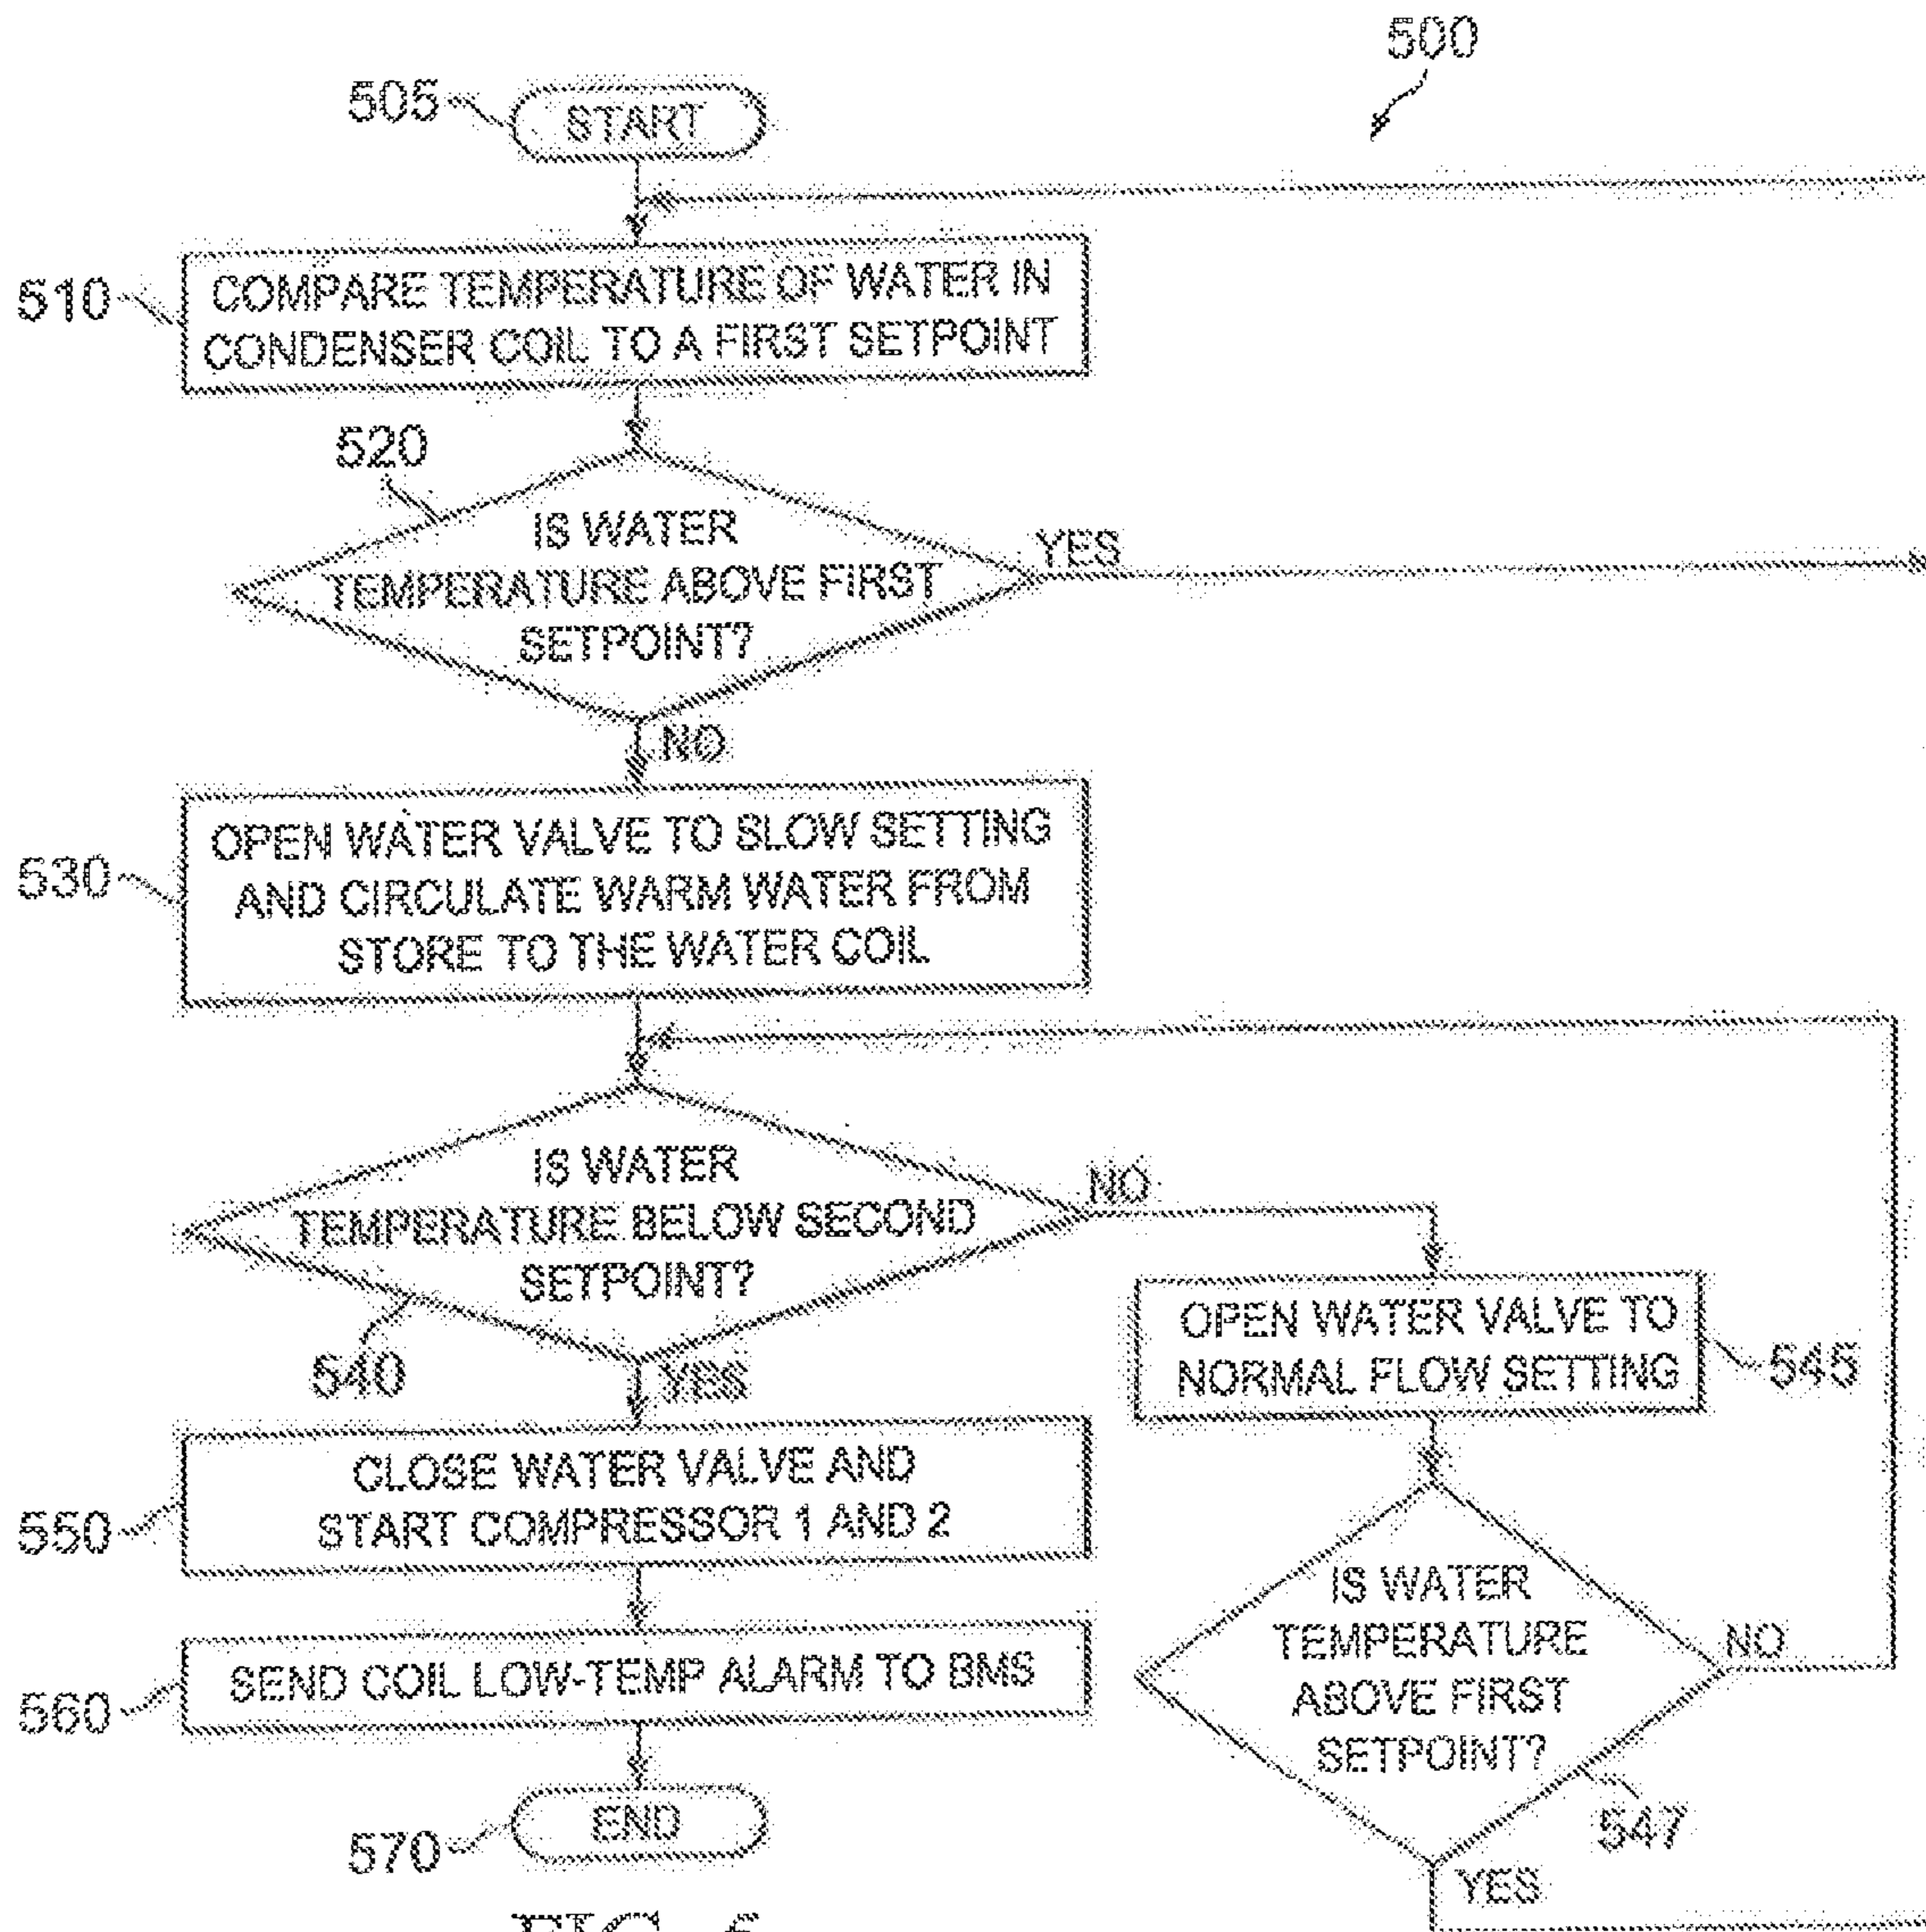 500
505
START
510
COMPARE TEMPERATURE OF WATER IN
CONDENSER COIL TO A FIRST SETPOINT
520
IS WATER
TEMPERATURE ABOVE FIRST
SETPOINT?
YES
NO
530
OPEN WATER VALVE TO SLOW SETTING
AND CIRCULATE WARM WATER FROM
STORE TO THE WATER COIL
IS WATER
TEMPERATURE BELOW SECOND
SETPOINT?
540
NO
YES
OPEN WATER VALVE TO
NORMAL FLOW SETTING
545
550
CLOSE WATER VALVE AND
START COMPRESSOR 1 AND 2
IS WATER
TEMPERATURE
ABOVE FIRST
SETPOINT?
NO
547
YES
560
SEND COIL LOW-TEMP ALARM TO BMS
570
END
FIG.